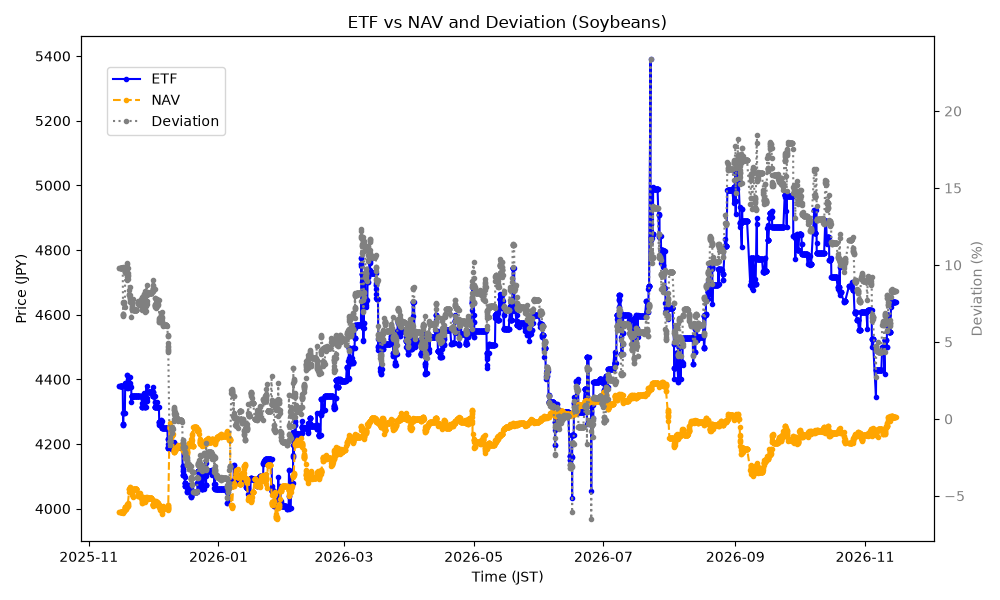 ETF vs NAV and Deviation (Soybeans)
ETF
NAV
Deviation
Price (JPY)
5400
5200
5000
4800
4600
4400
4200
4000
Deviation (%)
20
15
10
5
0
−5
2025-11 2026-01 2026-03 2026-05 2026-07 2026-09 2026-11
Time (JST)